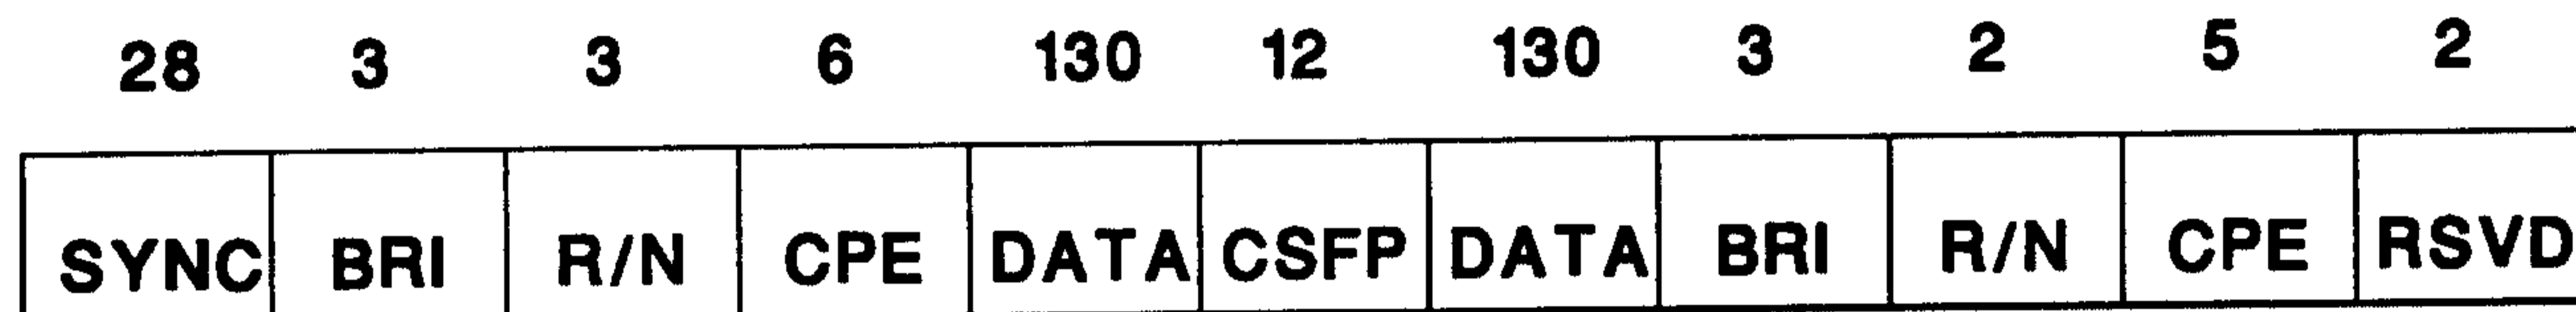 28 3 3 6 130 12 130 3 2 5 2
SYNC BRI R/N CPE DATA CSFP DATA BRI R/N CPE RSVD